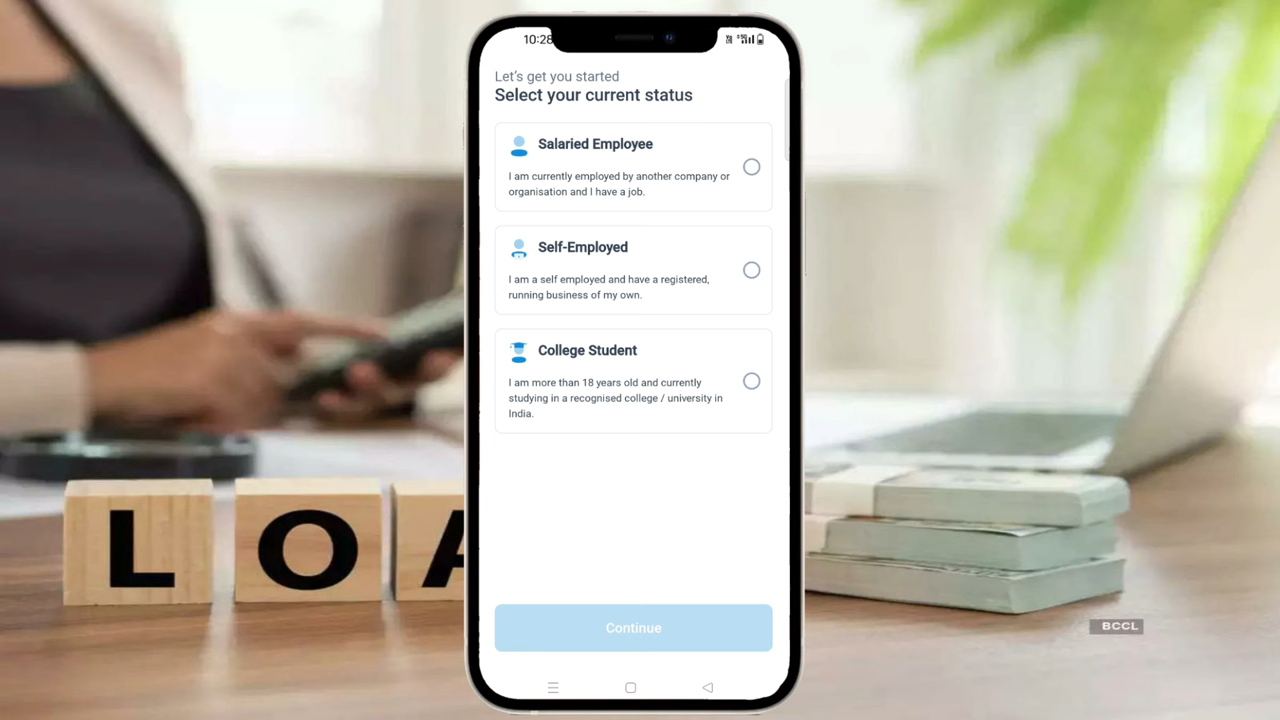 10:28
Let's get you started
Select your current status
Salaried Employee
I am currently employed by another company or
organisation and I have a job.
Self-Employed
I am a self employed and have a registered,
running business of my own.
College Student
I am more than 18 years old and currently
studying in a recognised college / university in
India.
LOA
Continue
BCCL